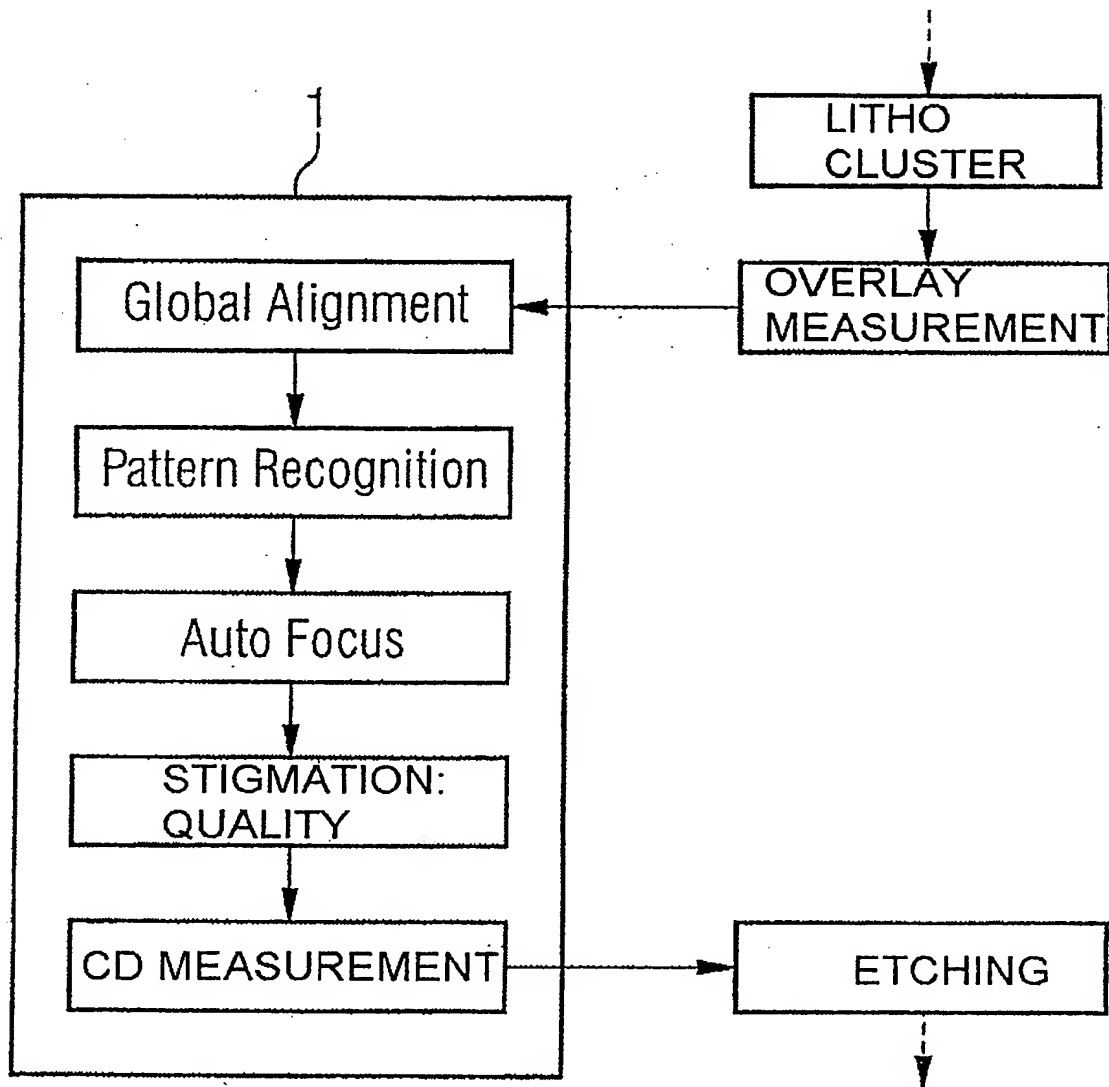 1
LITHO
CLUSTER
Global Alignment
OVERLAY
MEASUREMENT
Pattern Recognition
Auto Focus
STIGMATION:
QUALITY
CD MEASUREMENT
ETCHING